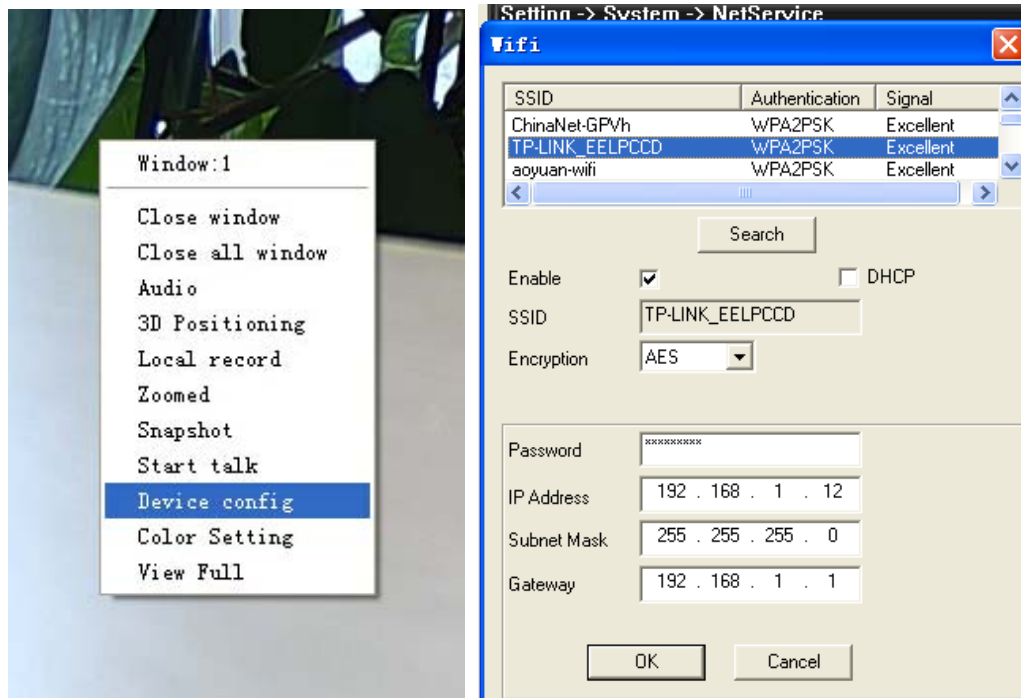 Window:1
Close window
Close all window
Audio
3D Positioning
Local record
Zoomed
Snapshot
Start talk
Device config
Color Setting
View Full
Setting -> System -> NetService
Wifi
SSID Authentication Signal
ChinaNet-GPVh WPA2PSK Excellent
TP-LINK_EELPCCD WPA2PSK Excellent
aoyuan-wifi WPA2PSK Excellent
Search
Enable DHCP
SSID TP-LINK_EELPCCD
Encryption AES
Password xxxxxxxxx
IP Address 192 . 168 . 1 . 12
Subnet Mask 255 . 255 . 255 . 0
Gateway 192 . 168 . 1 . 1
OK Cancel